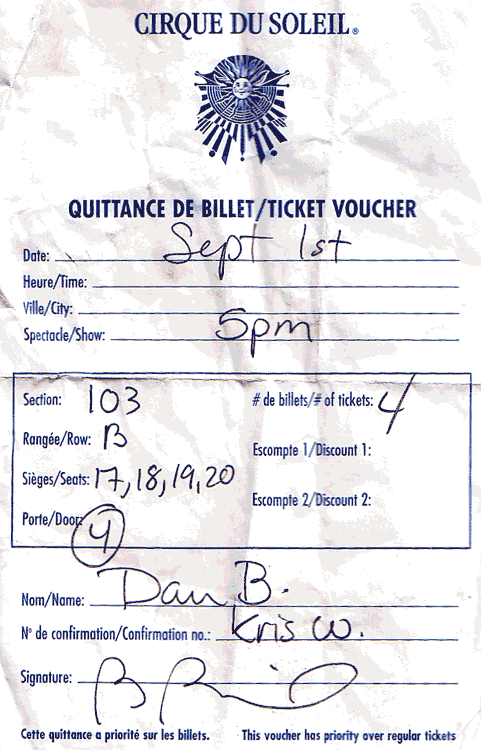 CIRQUE DU SOLEIL®
QUITTANCE DE BILLET/TICKET VOUCHER
Date: Sept 1st
Heure/Time:
Ville/City:
Spectacle/Show: 5pm
Section: 103
# de billets/# of tickets: 4
Rangée/Row: B
Escompte 1/Discount 1:
Sièges/Seats: 17, 18, 19, 20
Escompte 2/Discount 2:
Porte/Door: 4
Nom/Name: Dan B.
N° de confirmation/Confirmation no.: Kris W.
Signature:
Cette quittance a priorité sur les billets. This voucher has priority over regular tickets